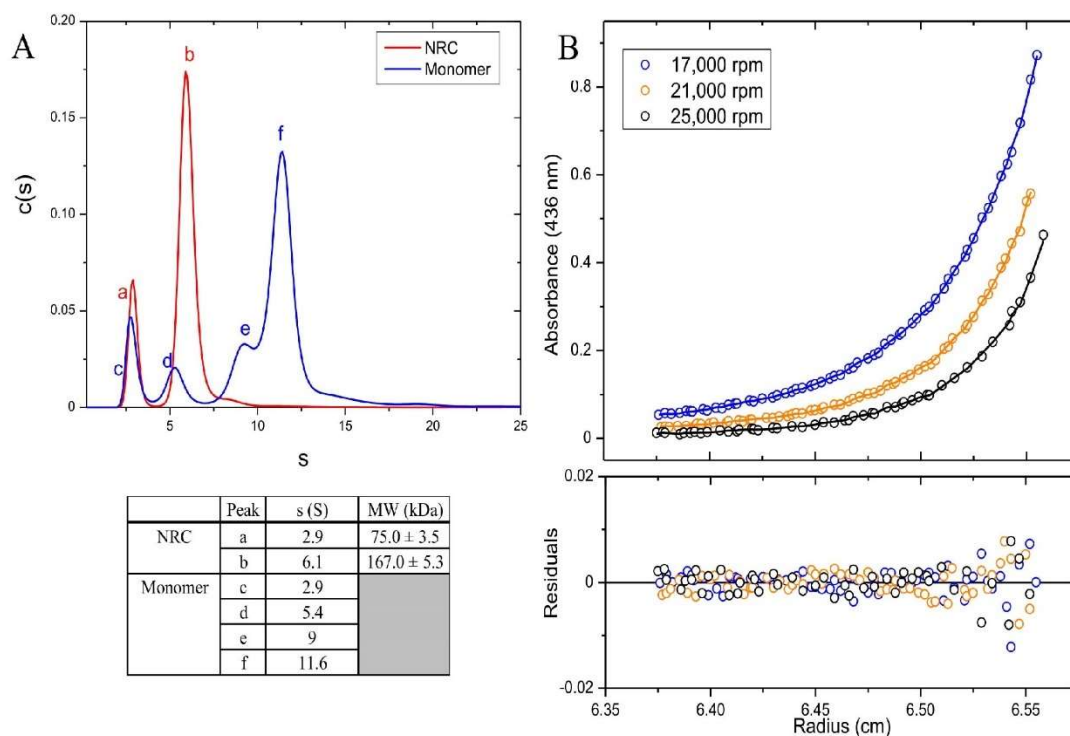 A
0.20
0.15
0.10
0.05
0
c(s)
5
10
15
20
25
s
NRC
Monomer
a
b
c
d
e
f
Peak s (S) MW (kDa)
NRC a 2.9 75.0 ± 3.5
b 6.1 167.0 ± 5.3
Monomer c 2.9
d 5.4
e 9
f 11.6
B
17,000 rpm
21,000 rpm
25,000 rpm
0.8
0.6
0.4
0.2
0
Absorbance (436 nm)
0.02
0
-0.02
Residuals
6.35
6.40
6.45
6.50
6.55
Radius (cm)